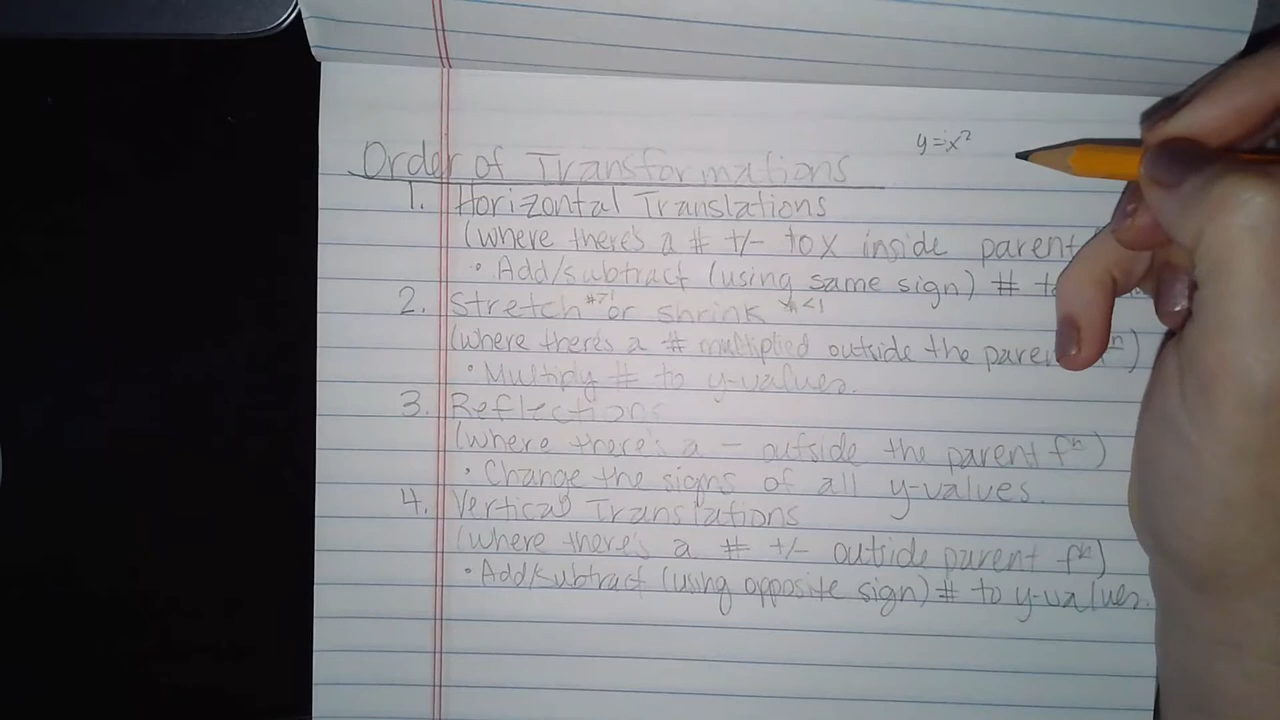 y=-x²
Order of Transformations
1. Horizontal Translations
(where there's a # +/- to x inside parent
• Add/subtract (using same sign) # to
2. Stretch #>1 or shrink #<1
(where there's a # multiplied outside the parent fⁿ)
• Multiply # to y-values.
3. Reflections
(where there's a - outside the parent fⁿ)
• Change the signs of all y-values.
4. Vertical Translations
(where there's a # +/- outside parent fⁿ)
• Add/subtract (using opposite sign) # to y-values.